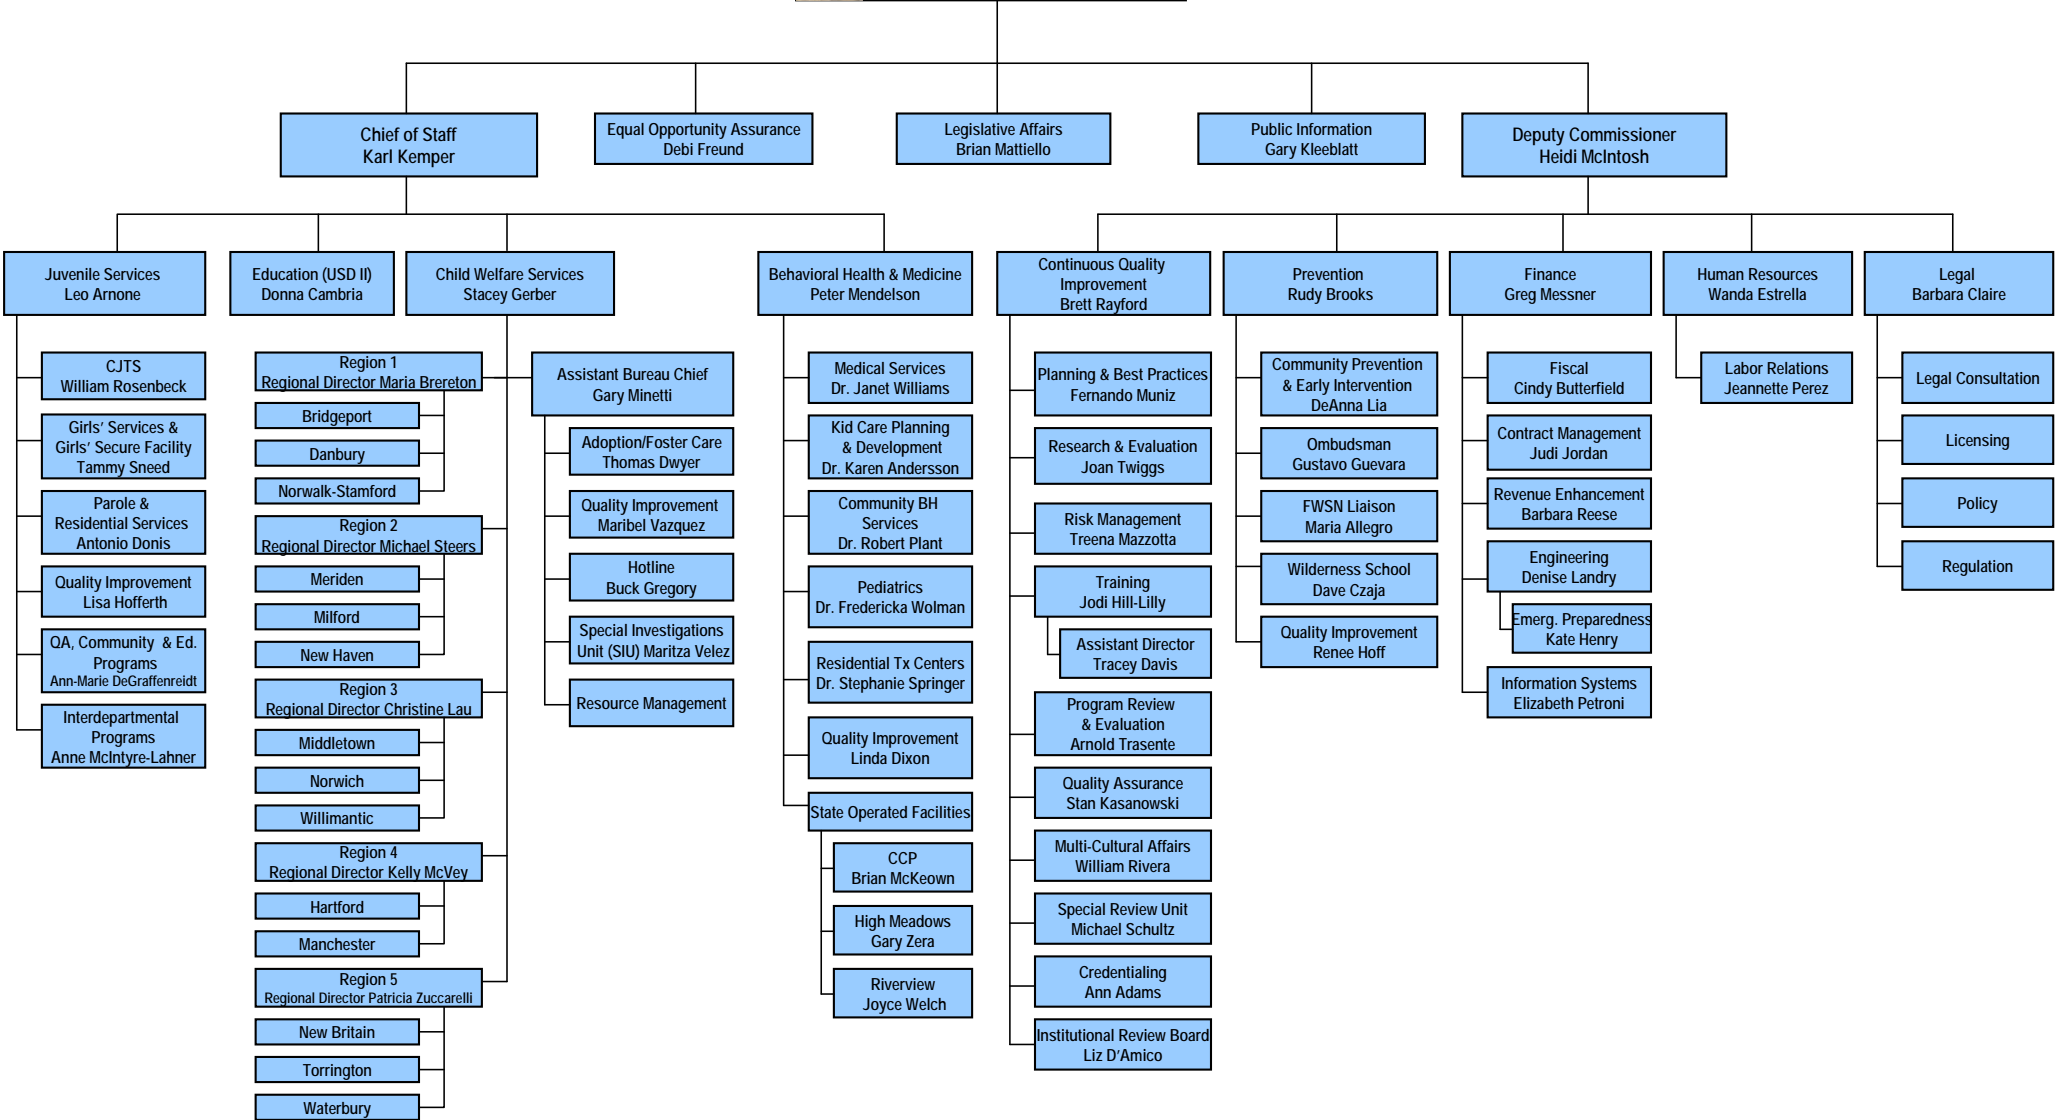 Chief of Staff
Karl Kemper
Equal Opportunity Assurance
Debi Freund
Legislative Affairs
Brian Mattiello
Public Information
Gary Kleeblatt
Deputy Commissioner
Heidi McIntosh
Juvenile Services
Leo Arnone
Education (USD II)
Donna Cambria
Child Welfare Services
Stacey Gerber
Behavioral Health & Medicine
Peter Mendelson
Continuous Quality
Improvement
Brett Rayford
Prevention
Rudy Brooks
Finance
Greg Messner
Human Resources
Wanda Estrella
Legal
Barbara Claire
CJTS
William Rosenbeck
Girls' Services &
Girls' Secure Facility
Tammy Sneed
Parole &
Residential Services
Antonio Donis
Quality Improvement
Lisa Hofferth
QA, Community & Ed.
Programs
Ann-Marie DeGraffenreidt
Interdepartmental
Programs
Anne McIntyre-Lahner
Region 1
Regional Director Maria Brereton
Bridgeport
Danbury
Norwalk-Stamford
Region 2
Regional Director Michael Steers
Meriden
Milford
New Haven
Region 3
Regional Director Christine Lau
Middletown
Norwich
Willimantic
Region 4
Regional Director Kelly McVey
Hartford
Manchester
Region 5
Regional Director Patricia Zuccarelli
New Britain
Torrington
Waterbury
Assistant Bureau Chief
Gary Minetti
Adoption/Foster Care
Thomas Dwyer
Quality Improvement
Maribel Vazquez
Hotline
Buck Gregory
Special Investigations
Unit (SIU) Maritza Velez
Resource Management
Medical Services
Dr. Janet Williams
Kid Care Planning
& Development
Dr. Karen Andersson
Community BH
Services
Dr. Robert Plant
Pediatrics
Dr. Fredericka Wolman
Residential Tx Centers
Dr. Stephanie Springer
Quality Improvement
Linda Dixon
State Operated Facilities
CCP
Brian McKeown
High Meadows
Gary Zera
Riverview
Joyce Welch
Planning & Best Practices
Fernando Muniz
Research & Evaluation
Joan Twiggs
Risk Management
Treena Mazzotta
Training
Jodi Hill-Lilly
Assistant Director
Tracey Davis
Program Review
& Evaluation
Arnold Trasente
Quality Assurance
Stan Kasanowski
Multi-Cultural Affairs
William Rivera
Special Review Unit
Michael Schultz
Credentialing
Ann Adams
Institutional Review Board
Liz D'Amico
Community Prevention
& Early Intervention
DeAnna Lia
Ombudsman
Gustavo Guevara
FWSN Liaison
Maria Allegro
Wilderness School
Dave Czaja
Quality Improvement
Renee Hoff
Fiscal
Cindy Butterfield
Contract Management
Judi Jordan
Revenue Enhancement
Barbara Reese
Engineering
Denise Landry
Emerg. Preparedness
Kate Henry
Information Systems
Elizabeth Petroni
Labor Relations
Jeannette Perez
Legal Consultation
Licensing
Policy
Regulation